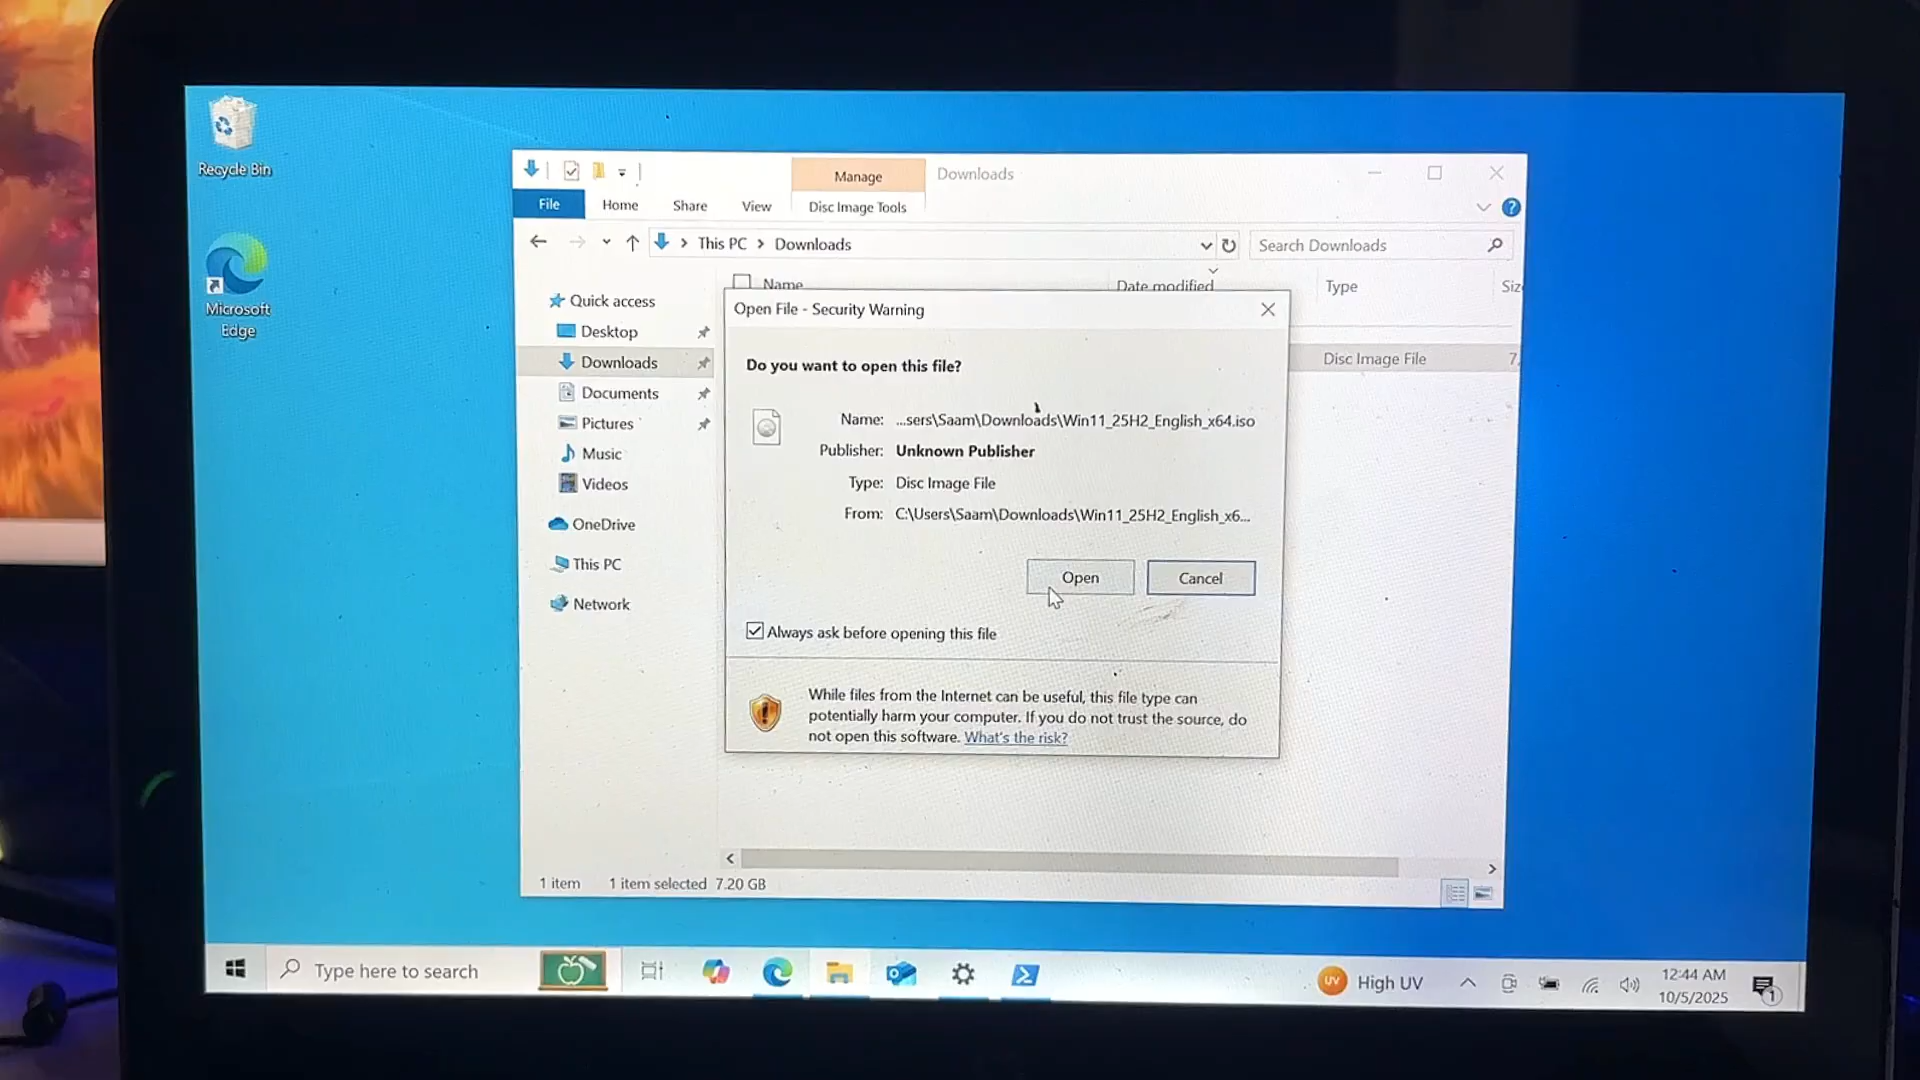 Recycle Bin
Microsoft
Edge
Manage
Downloads
File
Home
Share
View
Disc Image Tools
This PC
Downloads
Search Downloads
Name
Date modified
Type
Siz
Quick access
Desktop
Downloads
Documents
Pictures
Music
Videos
OneDrive
This PC
Network
Disc Image File
7.
Open File - Security Warning
Do you want to open this file?
Name: ...sers\Saam\Downloads\Win11_25H2_English_x64.iso
Publisher: Unknown Publisher
Type: Disc Image File
From: C:\Users\Saam\Downloads\Win11_25H2_English_x6...
Open
Cancel
Always ask before opening this file
While files from the Internet can be useful, this file type can
potentially harm your computer. If you do not trust the source, do
not open this software. What's the risk?
1 item
1 item selected 7.20 GB
Type here to search
UV
High UV
12:44 AM
10/5/2025
1